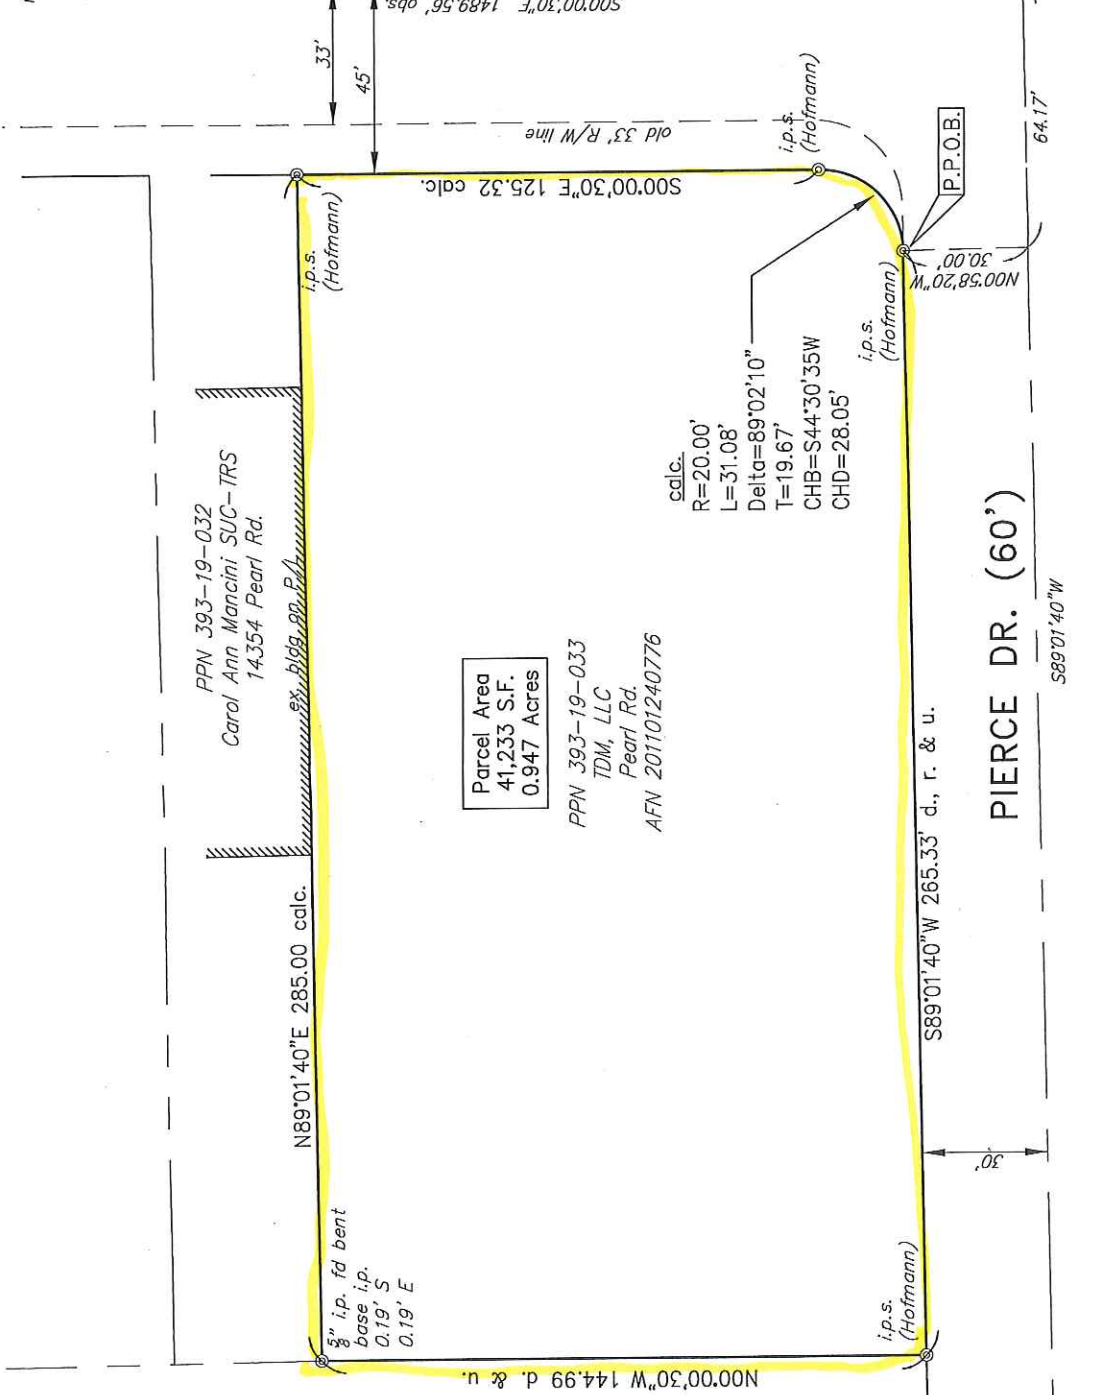 S00°00'30"E 1489.56' obs.
33'
45'
old 33' R/W line
i.p.s.
(Hofmann)
S00°00'30"E 125.32 calc.
i.p.s.
(Hofmann)
64.17'
P.P.O.B.
N00°58'20"W
30.00'
i.p.s.
(Hofmann)
calc.
R=20.00'
L=31.08'
Delta=89°02'10"
T=19.67'
CHB=S44°30'35W
CHD=28.05'
PPN 393-19-032
Carol Ann Mancini SUC-TRS
14354 Pearl Rd.
ex. bldg. on P/L
Parcel Area
41,233 S.F.
0.947 Acres
PPN 393-19-033
TDM, LLC
Pearl Rd.
AFN 201101240776
PIERCE DR. (60')
S89°01'40"W
S89°01'40"W 265.33' d., r. & u.
N89°01'40"E 285.00 calc.
30'
5/8" i.p. fd bent
base i.p.
0.19' S
0.19' E
i.p.s.
(Hofmann)
N00°00'30"W 144.99 d. & u.